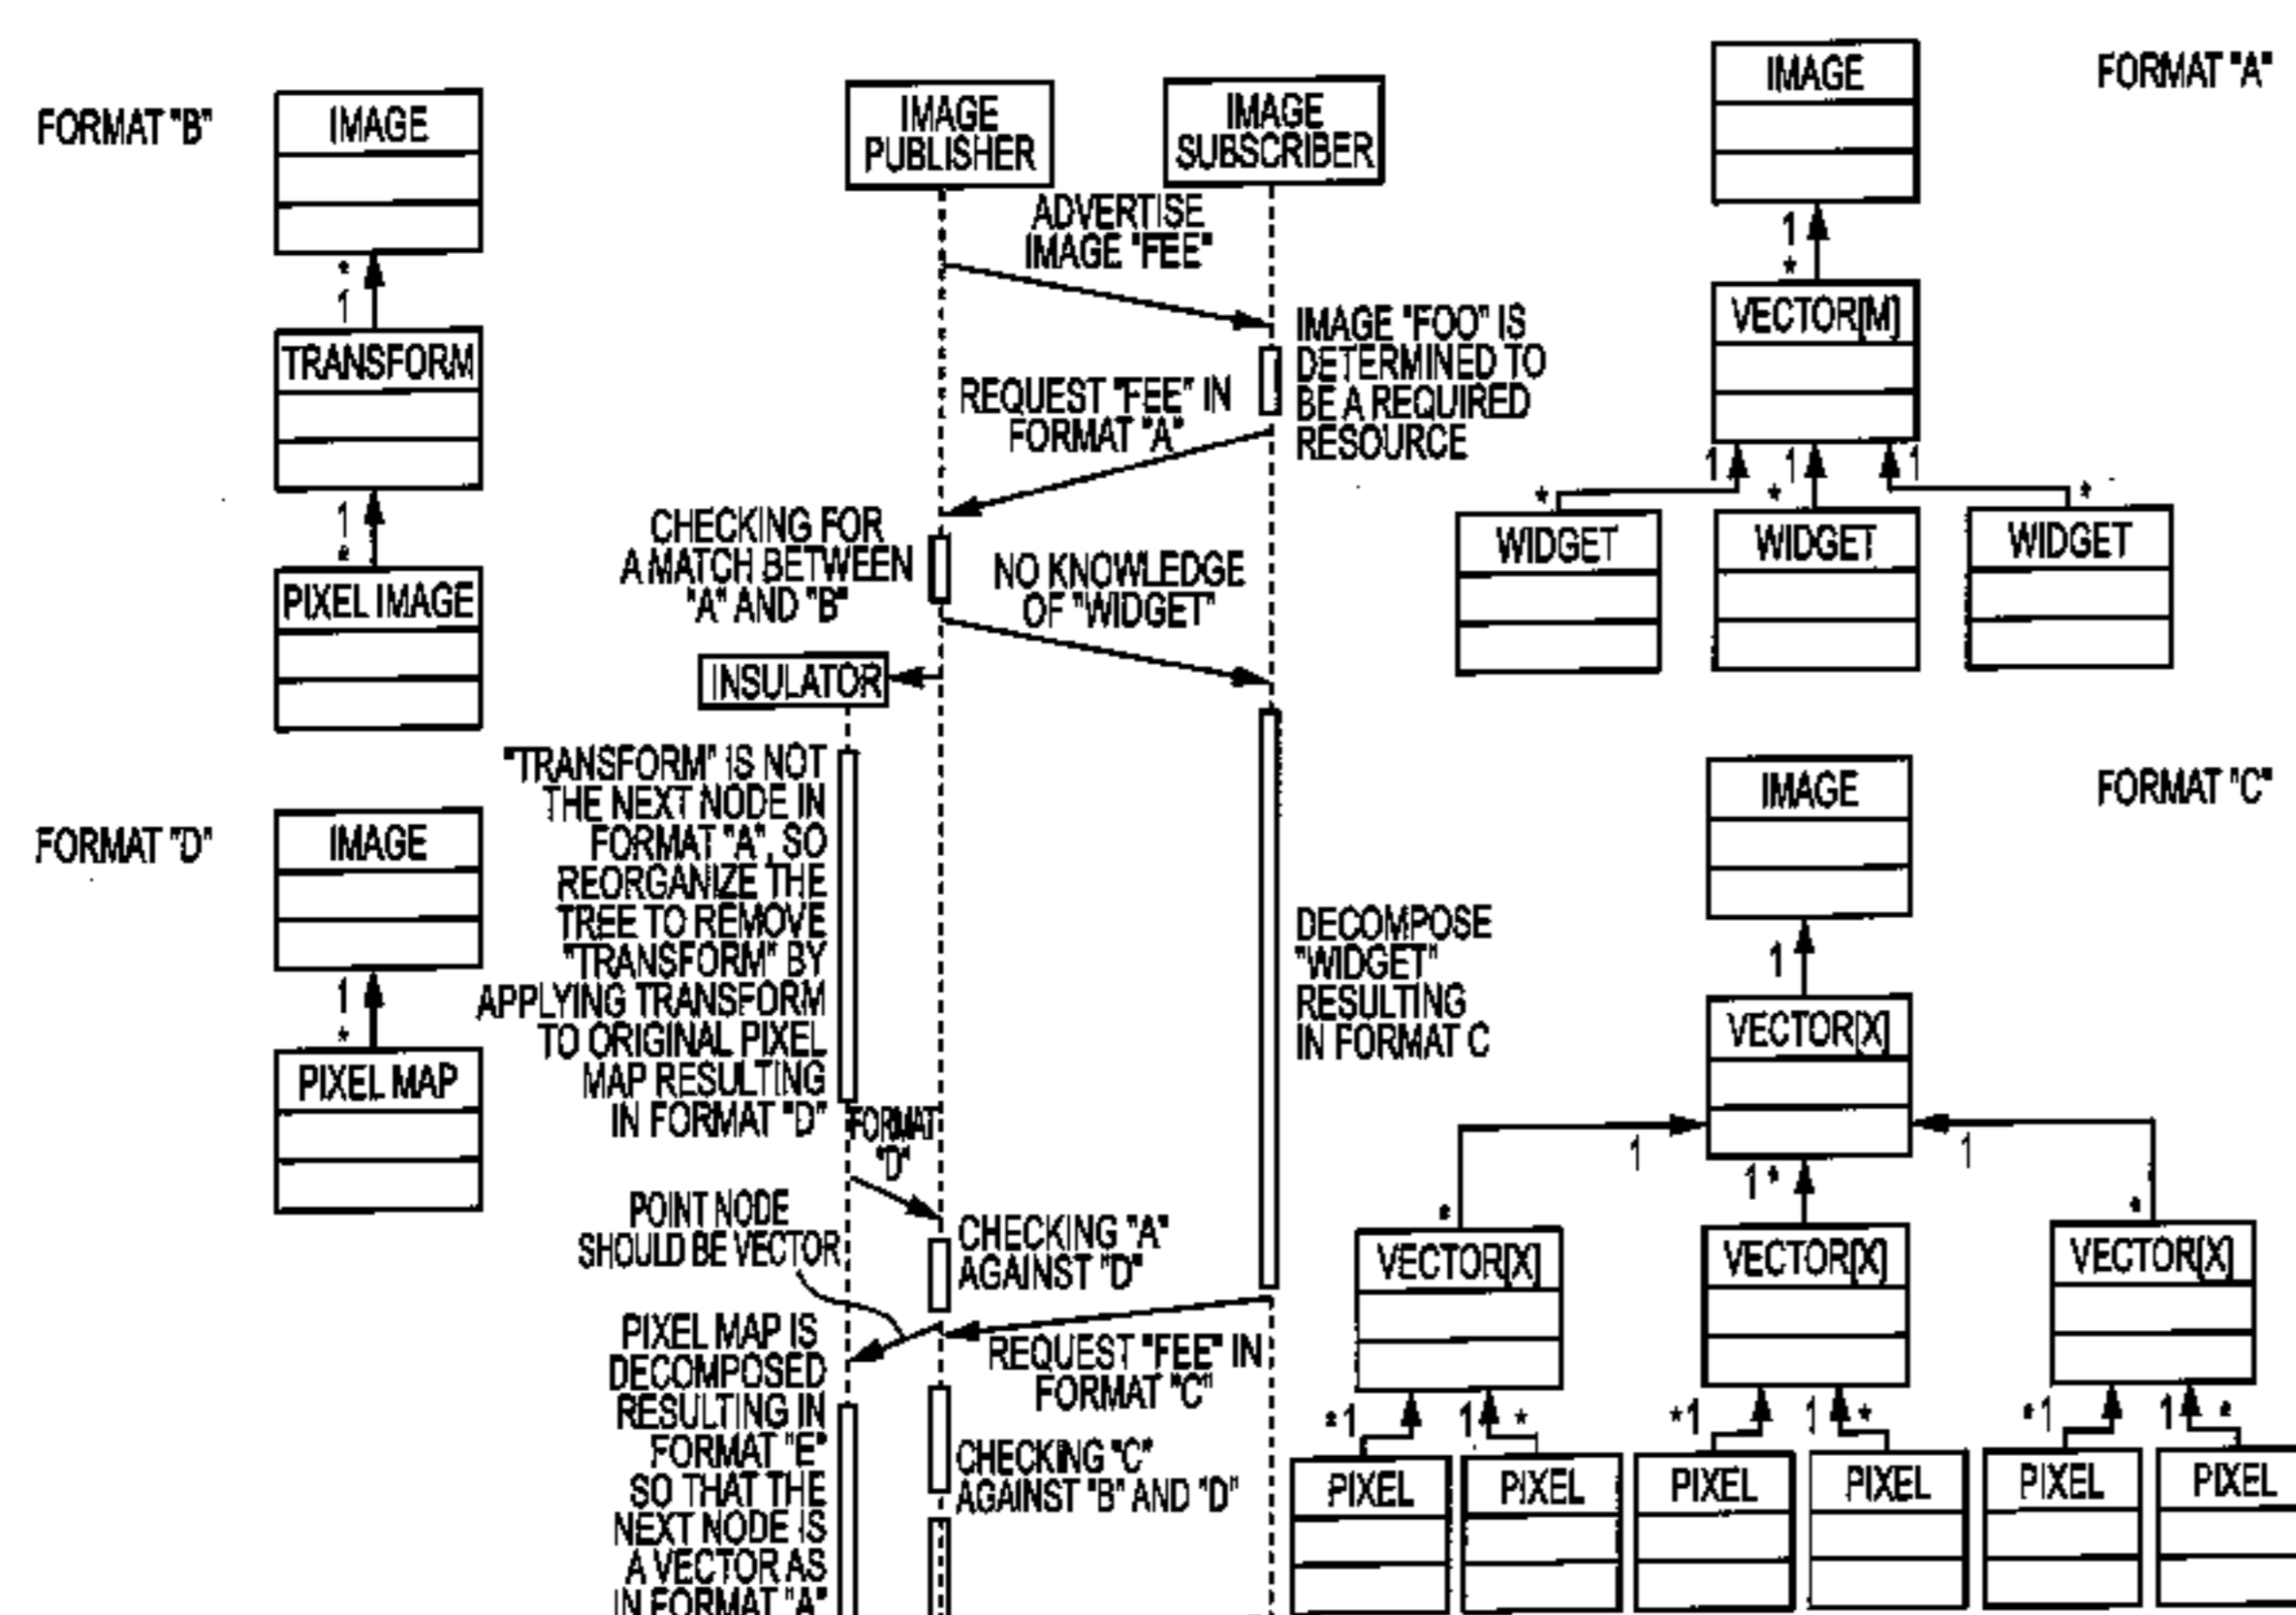 FORMAT "B"
IMAGE
*
1
TRANSFORM
1
*
PIXEL IMAGE
FORMAT "D"
IMAGE
1
*
PIXEL MAP
IMAGE
PUBLISHER
IMAGE
SUBSCRIBER
ADVERTISE
IMAGE "FEE"
IMAGE "FOO" IS
DETERMINED TO
BE A REQUIRED
RESOURCE
REQUEST "FEE" IN
FORMAT "A"
CHECKING FOR
A MATCH BETWEEN
"A" AND "B"
NO KNOWLEDGE
OF "WIDGET"
INSULATOR
"TRANSFORM" IS NOT
THE NEXT NODE IN
FORMAT "A", SO
REORGANIZE THE
TREE TO REMOVE
"TRANSFORM" BY
APPLYING TRANSFORM
TO ORIGINAL PIXEL
MAP RESULTING
IN FORMAT "D"
DECOMPOSE
"WIDGET"
RESULTING
IN FORMAT C
FORMAT
"D"
POINT NODE
SHOULD BE VECTOR
CHECKING "A"
AGAINST "D"
PIXEL MAP IS
DECOMPOSED
RESULTING IN
FORMAT "E"
SO THAT THE
NEXT NODE IS
A VECTOR AS
IN FORMAT "A"
REQUEST "FEE" IN
FORMAT "C"
CHECKING "C"
AGAINST "B" AND "D"
FORMAT "A"
IMAGE
1
*
VECTOR[M]
1 1 1
* * *
WIDGET WIDGET WIDGET
FORMAT "C"
IMAGE
1
VECTOR[X]
1 1* 1
* *
VECTOR[X] VECTOR[X] VECTOR[X]
*1 1 * *1 1 * *1 1 *
PIXEL PIXEL PIXEL PIXEL PIXEL PIXEL